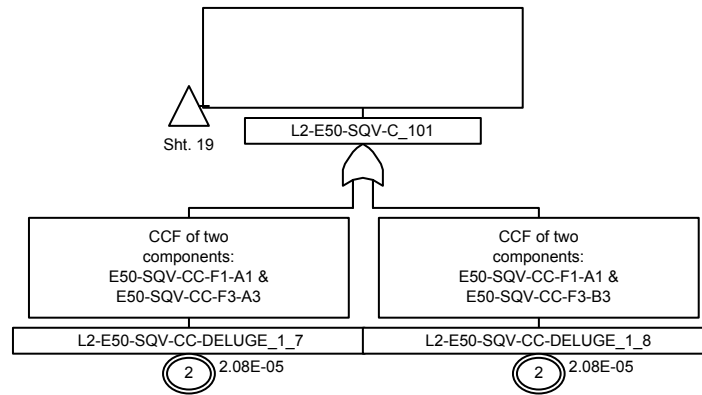 Sht. 19
L2-E50-SQV-C_101
CCF of two
components:
E50-SQV-CC-F1-A1 &
E50-SQV-CC-F3-A3
L2-E50-SQV-CC-DELUGE_1_7
2
2.08E-05
CCF of two
components:
E50-SQV-CC-F1-A1 &
E50-SQV-CC-F3-B3
L2-E50-SQV-CC-DELUGE_1_8
2
2.08E-05